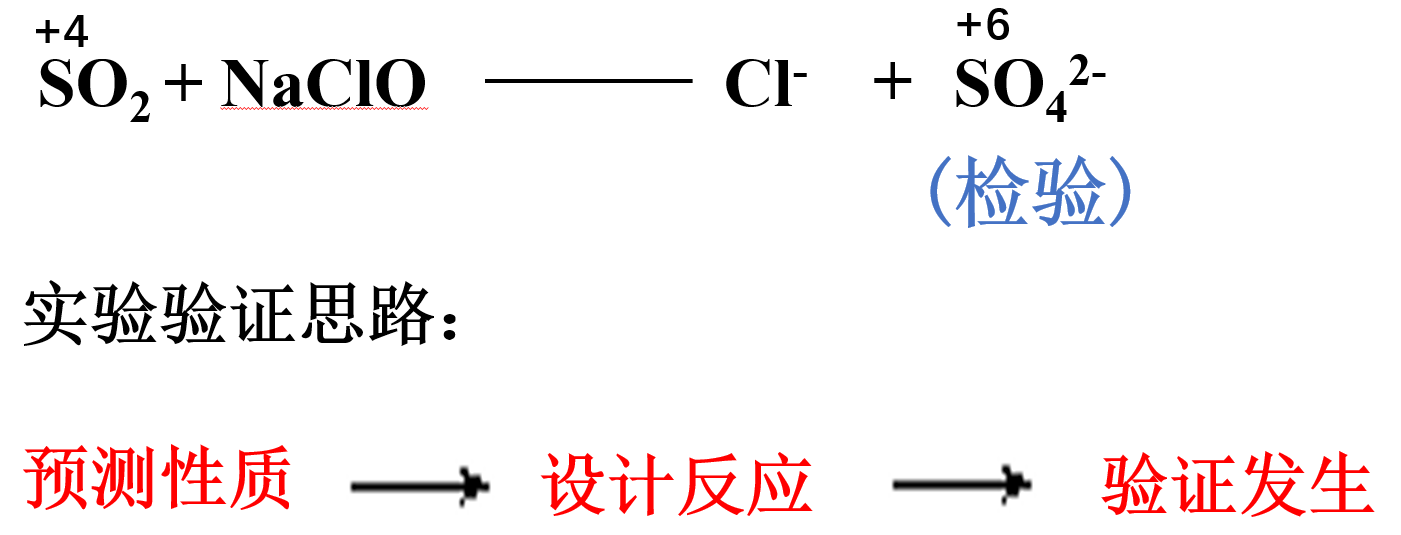 +4 +6
SO₂ + NaClO —— Cl⁻ + SO₄²⁻
(检验)
实验验证思路：
预测性质 → 设计反应 → 验证发生